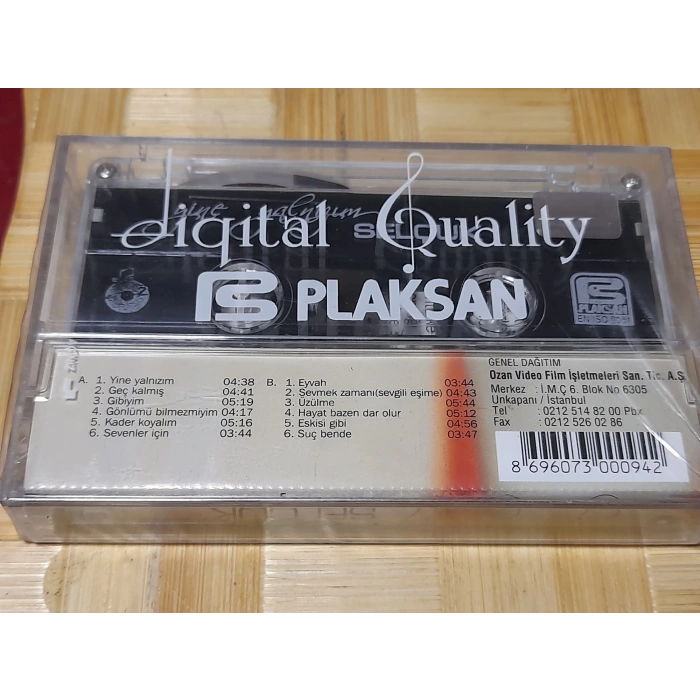 Digital Quality
yine yalnızım
SELÇUK
PS PLAKSAN
PLAKSAN
GENEL DAĞITIM
Ozan Video Film İşletmeleri San. Tic. A.Ş
Merkez : İ.M.Ç 6. Blok No 6305
Unkapanı / İstanbul
Tel : 0212 514 82 00 Pbx
Fax : 0212 526 02 86
8 696073 000942
A. 1. Yine yalnızım 04:38
2. Geç kalmış 04:41
3. Gibiyim 05:19
4. Gönlümü bilmezmiyim 04:17
5. Kader koyalım 05:16
6. Sevenler için 03:44
B. 1. Eyvah 03:44
2. Sevmek zamanı(sevgili eşime) 04:43
3. Üzülme 05:44
4. Hayat bazen dar olur 05:12
5. Eskisi gibi 04:56
6. Suç bende 03:47